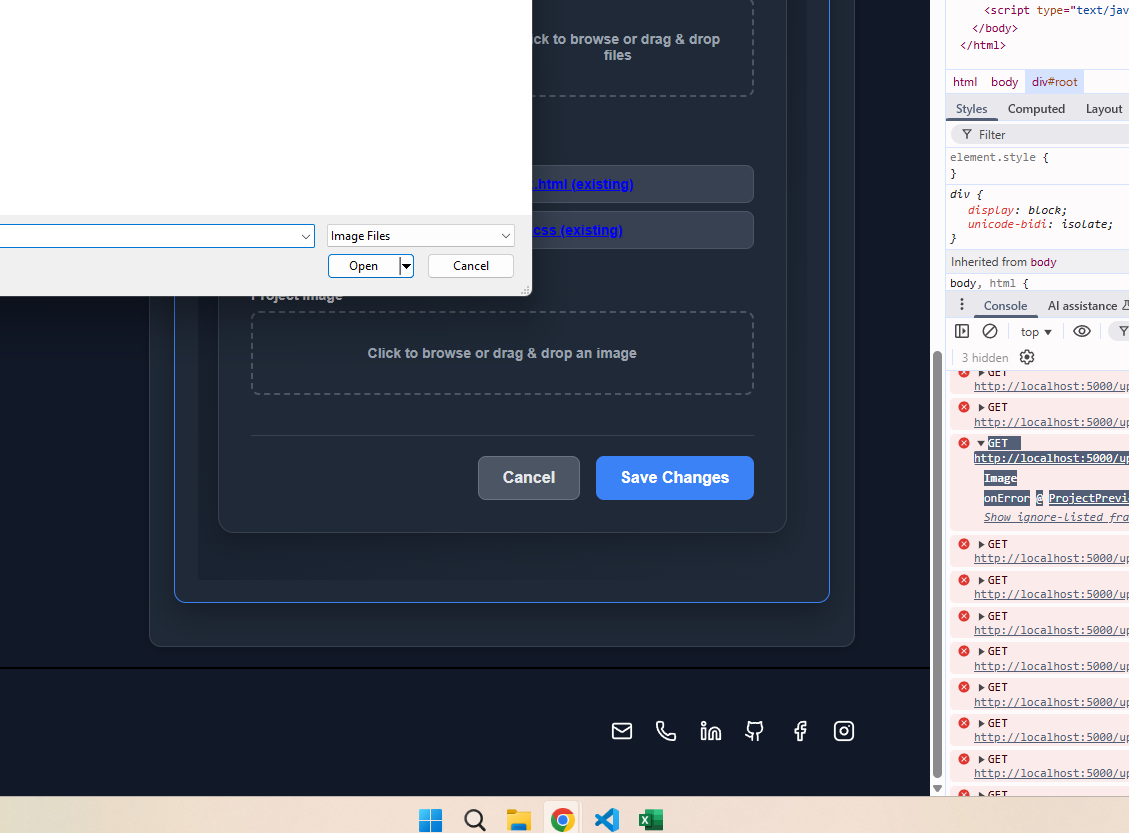 ck to browse or drag & drop
files
.html (existing)
css (existing)
Image Files
Open
Cancel
Project Image
Click to browse or drag & drop an image
Cancel
Save Changes
<script type="text/jav
</body>
</html>
html body div#root
Styles Computed Layout
Filter
element.style {
}
div {
display: block;
unicode-bidi: isolate;
}
Inherited from body
body, html {
Console AI assistance
top
3 hidden
GET
http://localhost:5000/up
GET
http://localhost:5000/up
GET
http://localhost:5000/up
Image
onError @ ProjectPrevi
Show ignore-listed fra
GET
http://localhost:5000/up
GET
http://localhost:5000/up
GET
http://localhost:5000/up
GET
http://localhost:5000/up
GET
http://localhost:5000/up
GET
http://localhost:5000/up
GET
http://localhost:5000/up
GET